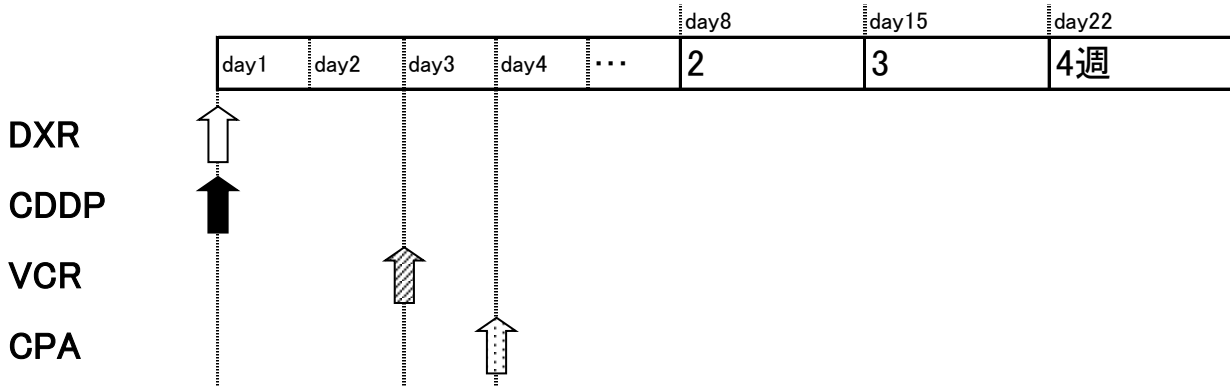 day8 day15 day22
day1 day2 day3 day4 ··· 2 3 4週
DXR
CDDP
VCR
CPA